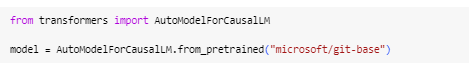 from transformers import AutoModelForCausalLM
model = AutoModelForCausalLM.from_pretrained("microsoft/git-base")